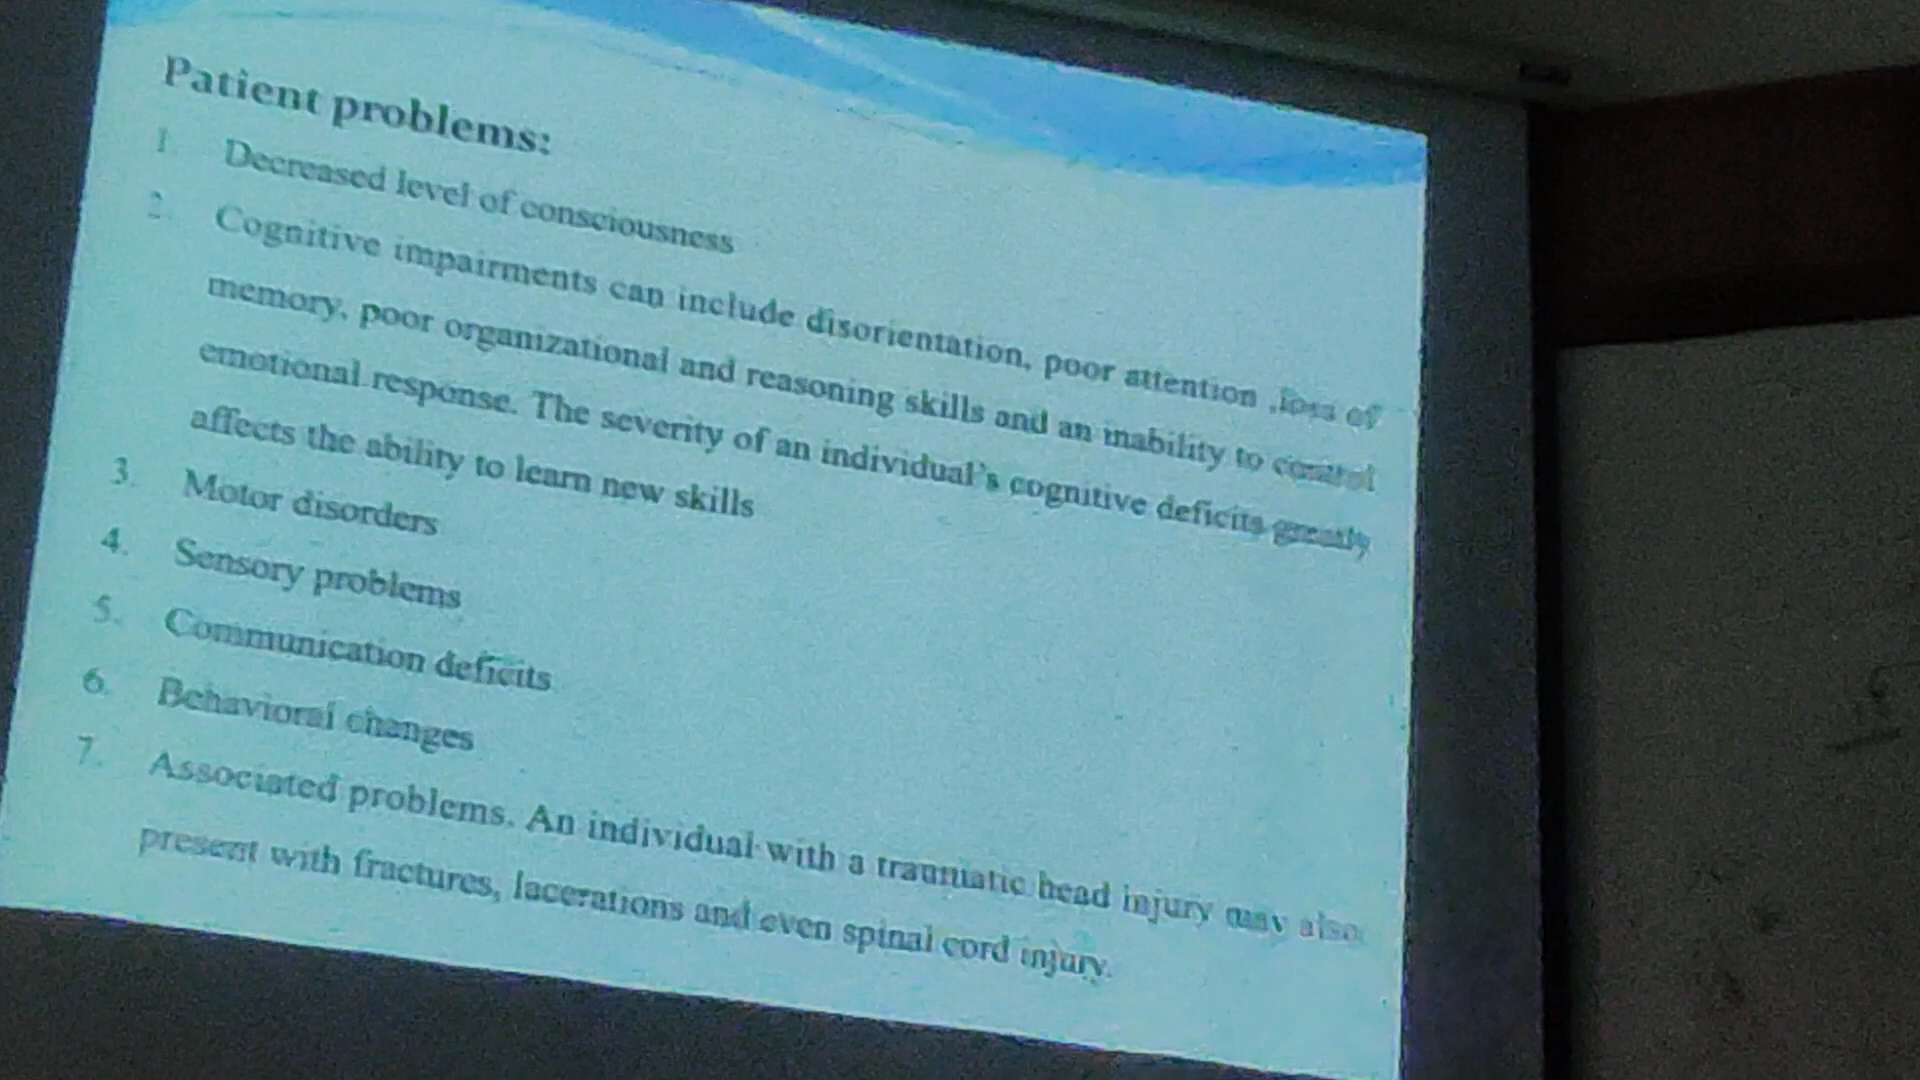 Patient problems:
1. Decreased level of consciousness
2. Cognitive impairments can include disorientation, poor attention ,loss of
memory, poor organizational and reasoning skills and an inability to control
emotional response. The severity of an individual's cognitive deficits greatly
affects the ability to learn new skills
3. Motor disorders
4. Sensory problems
5. Communication deficits
6. Behavioral changes
7. Associated problems. An individual with a traumatic head injury may also
present with fractures, lacerations and even spinal cord injury.